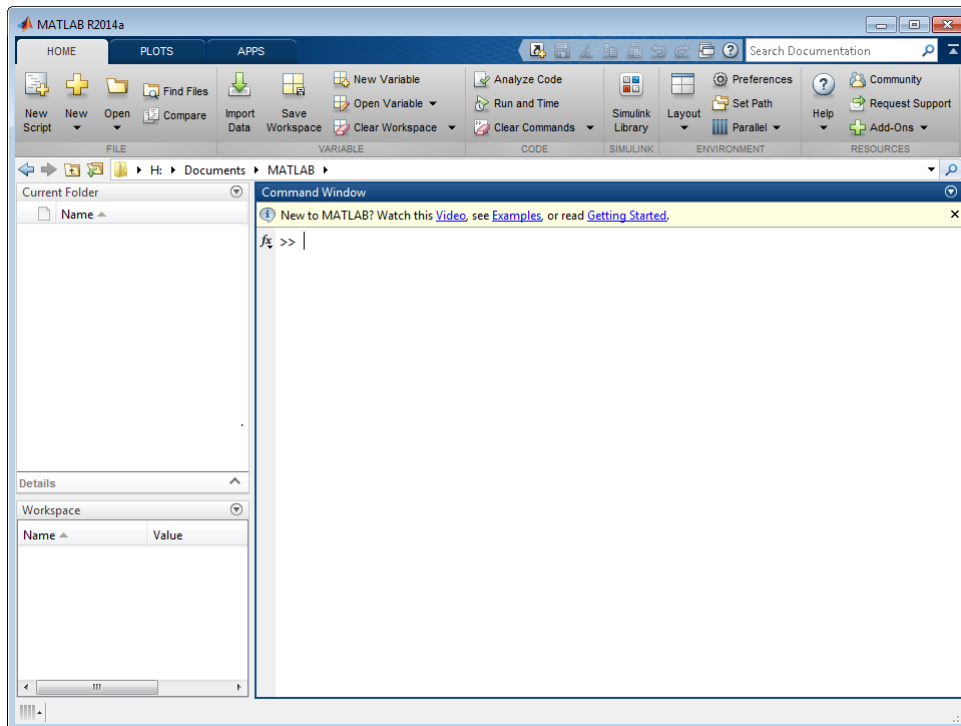 MATLAB R2014a
HOME PLOTS APPS
Search Documentation
New Script
New
Open
Find Files
Compare
FILE
Import Data
Save Workspace
New Variable
Open Variable
Clear Workspace
VARIABLE
Analyze Code
Run and Time
Clear Commands
CODE
Simulink Library
SIMULINK
Layout
Preferences
Set Path
Parallel
ENVIRONMENT
Help
Community
Request Support
Add-Ons
RESOURCES
H: Documents MATLAB
Current Folder
Name
Details
Workspace
Name Value
Command Window
New to MATLAB? Watch this Video, see Examples, or read Getting Started.
fx >>